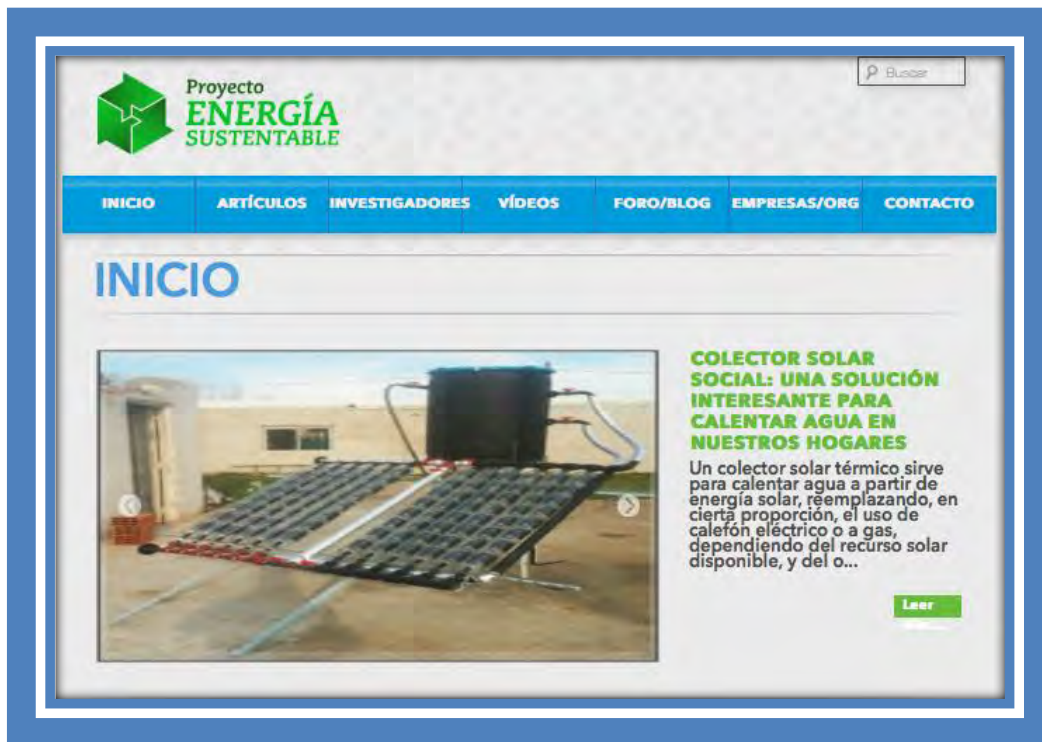 Proyecto
ENERGÍA
SUSTENTABLE
Buscar
INICIO ARTÍCULOS INVESTIGADORES VÍDEOS FORO/BLOG EMPRESAS/ORG CONTACTO
INICIO
COLECTOR SOLAR
SOCIAL: UNA SOLUCIÓN
INTERESANTE PARA
CALENTAR AGUA EN
NUESTROS HOGARES
Un colector solar térmico sirve
para calentar agua a partir de
energía solar, reemplazando, en
cierta proporción, el uso de
calefón eléctrico o a gas,
dependiendo del recurso solar
disponible, y del o...
Leer